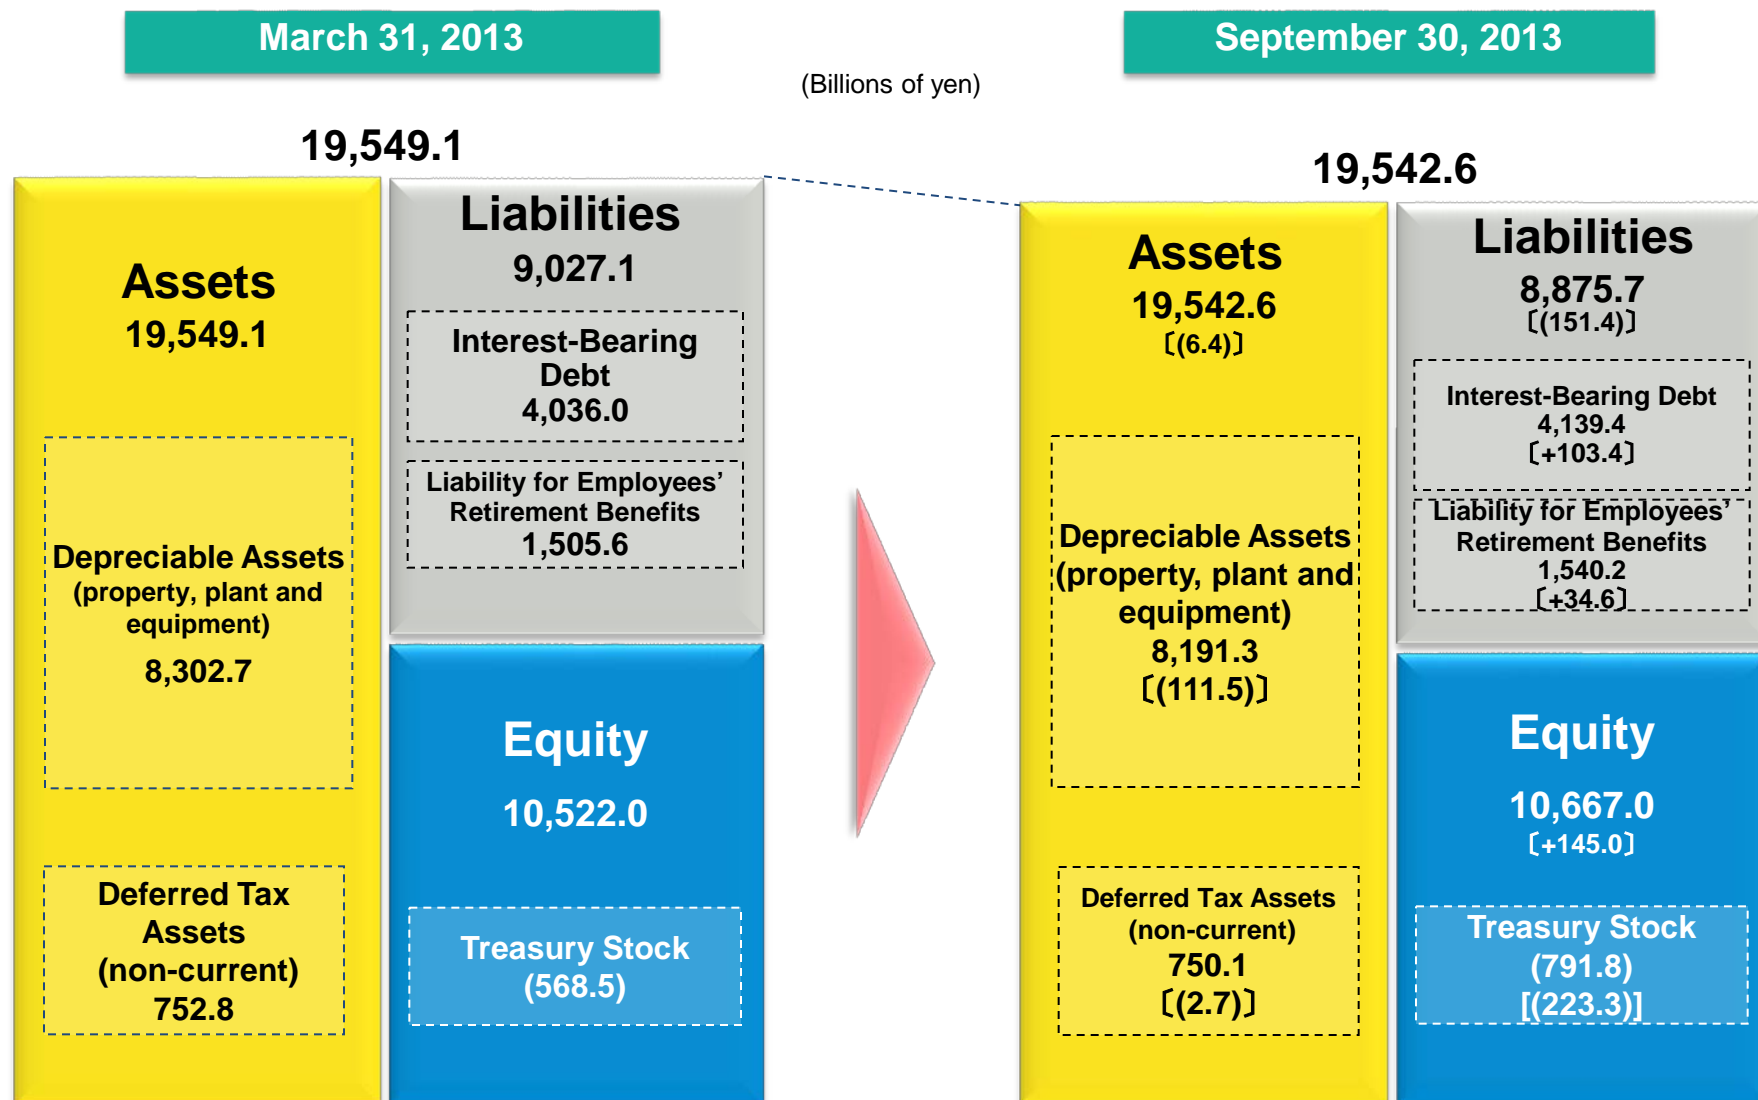 March 31, 2013
September 30, 2013
(Billions of yen)
19,549.1
Assets
19,549.1
Depreciable Assets
(property, plant and
equipment)
8,302.7
Deferred Tax
Assets
(non-current)
752.8
Liabilities
9,027.1
Interest-Bearing
Debt
4,036.0
Liability for Employees’
Retirement Benefits
1,505.6
Equity
10,522.0
Treasury Stock
(568.5)
19,542.6
Assets
19,542.6
〔(6.4)〕
Depreciable Assets
(property, plant and
equipment)
8,191.3
〔(111.5)〕
Deferred Tax Assets
(non-current)
750.1
〔(2.7)〕
Liabilities
8,875.7
〔(151.4)〕
Interest-Bearing Debt
4,139.4
〔+103.4〕
Liability for Employees’
Retirement Benefits
1,540.2
〔+34.6〕
Equity
10,667.0
〔+145.0〕
Treasury Stock
(791.8)
[(223.3)]